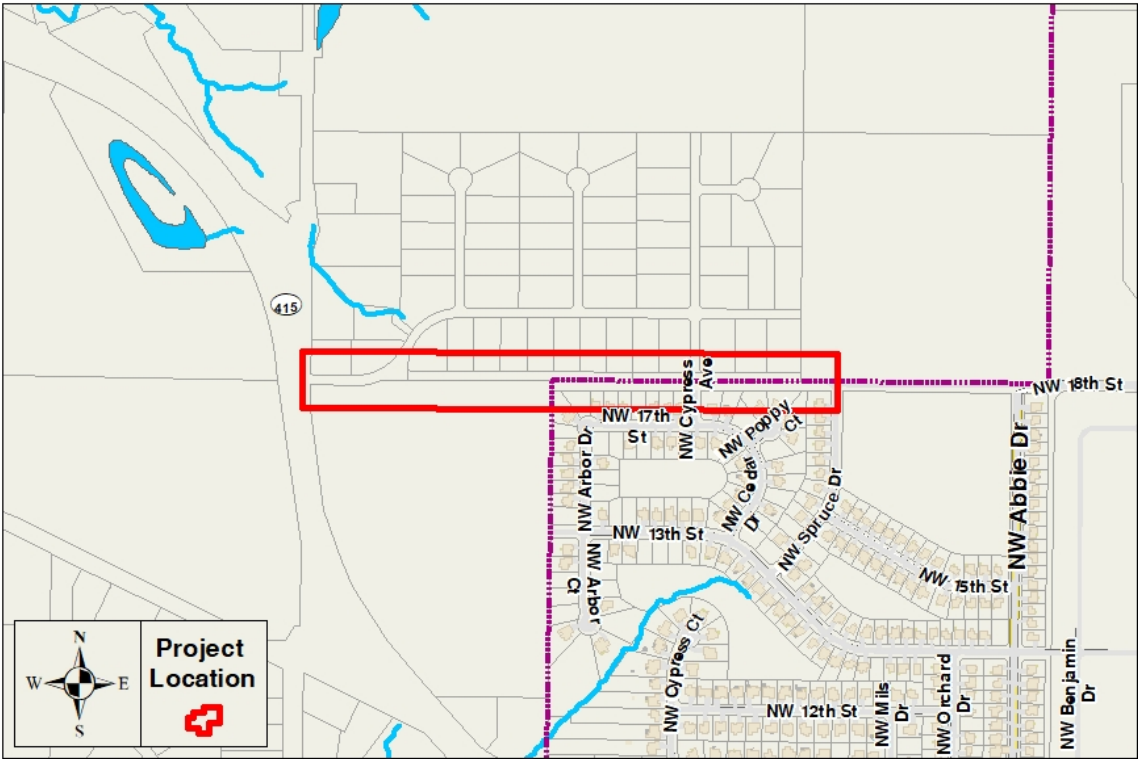 415
NW Cypress
Ave
NW 18th St
NW 17th
St
NW Poppy
Ct
NW Arbor Dr
NW Cedar
Dr
NW Spruce Dr
NW Abbie Dr
NW 13th St
NW 15th St
NW Arbor
Ct
NW Cypress Ct
NW 12th St
NW Mils
Dr
NW Orchard
Dr
NW Benjamin
Dr
N
W
E
S
Project
Location